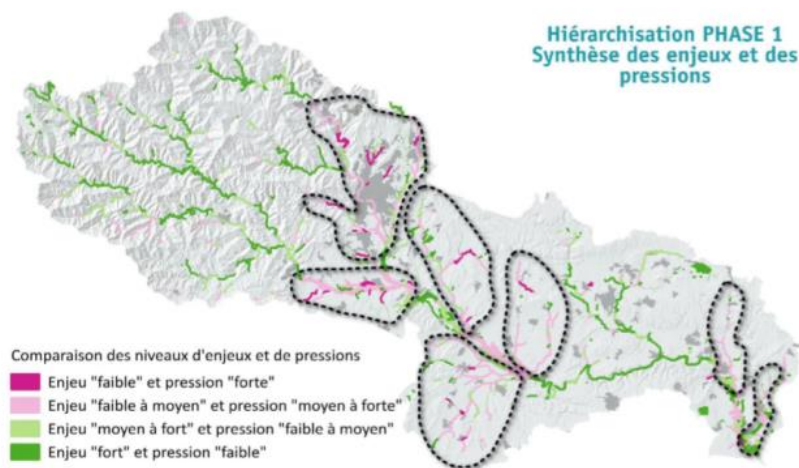 Hiérarchisation PHASE 1
Synthèse des enjeux et des
pressions
Comparaison des niveaux d'enjeux et de pressions
Enjeu "faible" et pression "forte"
Enjeu "faible à moyen" et pression "moyen à forte"
Enjeu "moyen à fort" et pression "faible à moyen"
Enjeu "fort" et pression "faible"